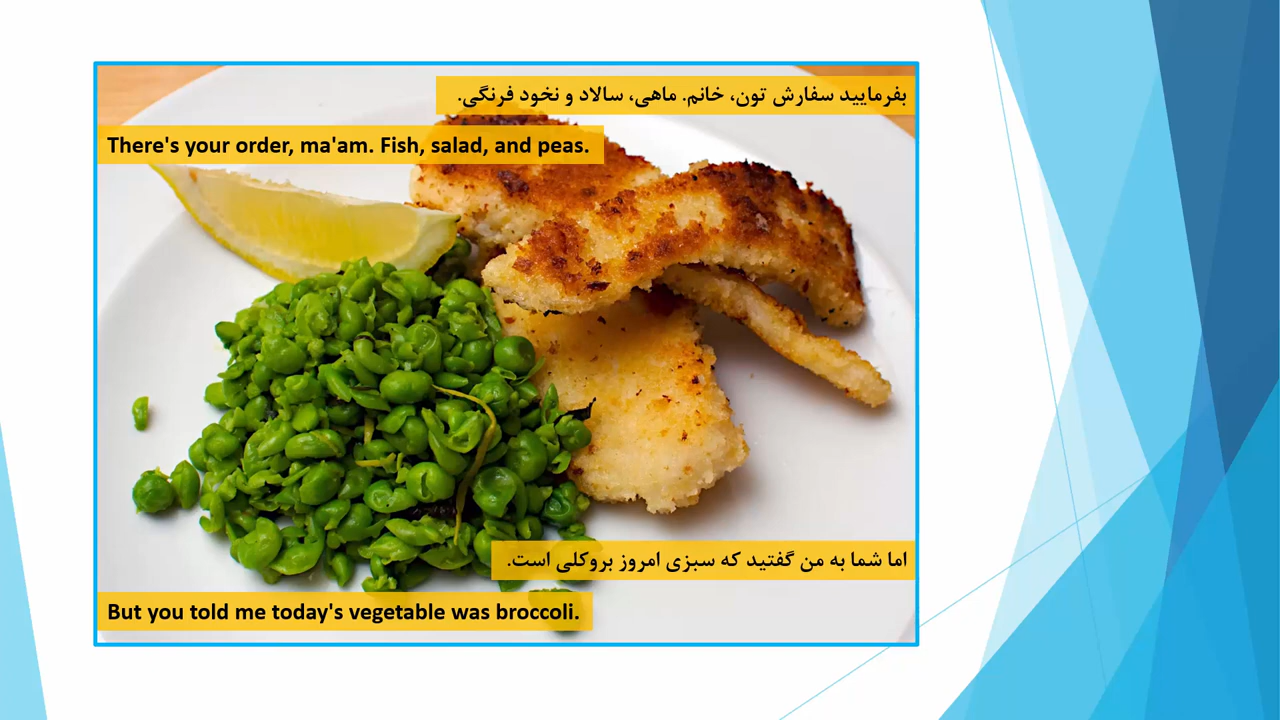 بفرمایید سفارش تون، خانم. ماهی، سالاد و نخود فرنگی.
There's your order, ma'am. Fish, salad, and peas.
اما شما به من گفتید که سبزی امروز بروکلی است.
But you told me today's vegetable was broccoli.